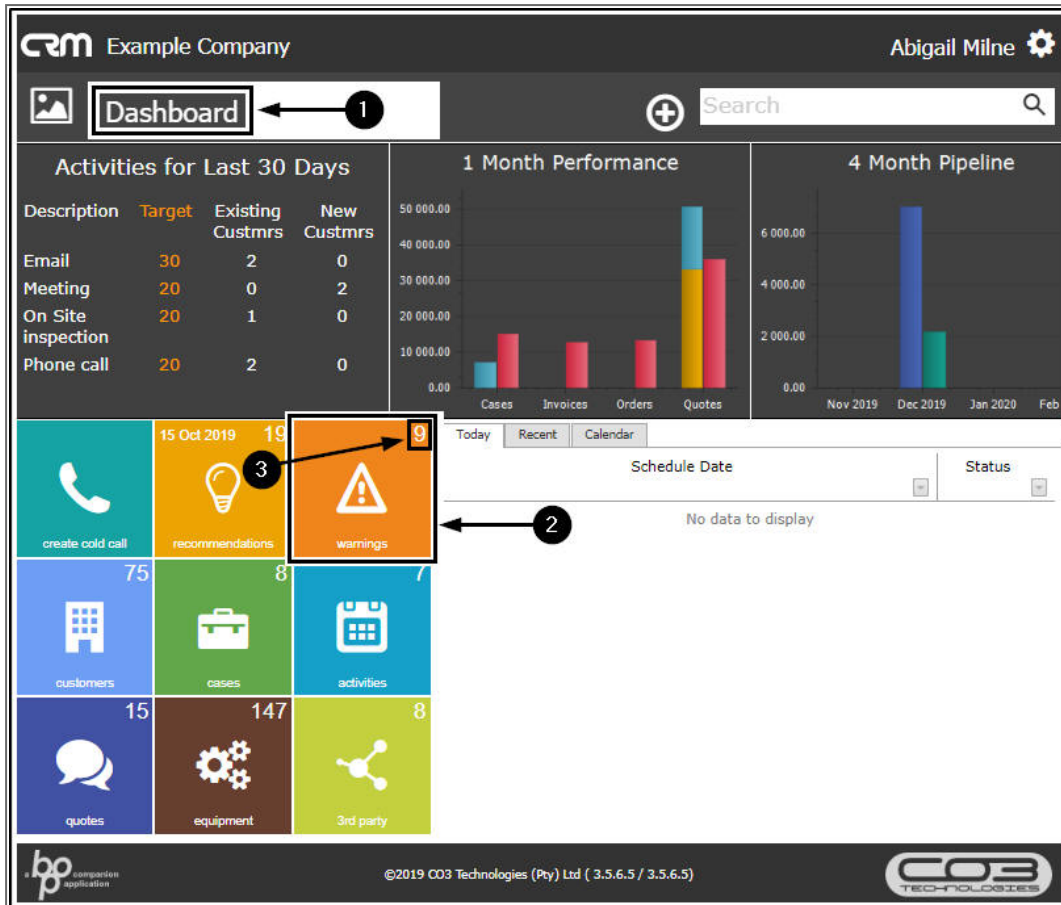 CRM Example Company
Abigail Milne
Dashboard
1
Search
Activities for Last 30 Days
Description Target Existing Custmrs New Custmrs
Email 30 2 0
Meeting 20 0 2
On Site inspection 20 1 0
Phone call 20 2 0
1 Month Performance
50 000.00
40 000.00
30 000.00
20 000.00
10 000.00
0.00
Cases Invoices Orders Quotes
4 Month Pipeline
6 000.00
4 000.00
2 000.00
0.00
Nov 2019 Dec 2019 Jan 2020 Feb
create cold call
15 Oct 2019 19
recommendations
9
warnings
3
2
75
customers
8
cases
7
activities
15
quotes
147
equipment
8
3rd party
Today Recent Calendar
Schedule Date Status
No data to display
a bpo companion application
©2019 CO3 Technologies (Pty) Ltd ( 3.5.6.5 / 3.5.6.5)
CO3
TECHNOLOGIES